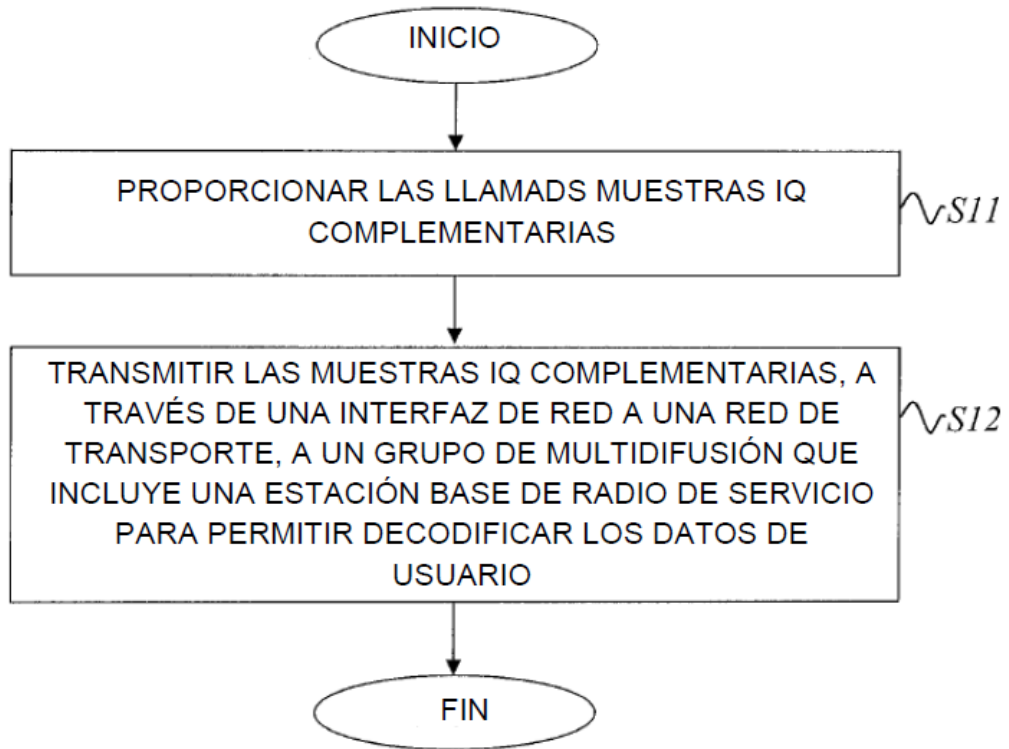 INICIO
PROPORCIONAR LAS LLAMADS MUESTRAS IQ
COMPLEMENTARIAS
S11
TRANSMITIR LAS MUESTRAS IQ COMPLEMENTARIAS, A
TRAVÉS DE UNA INTERFAZ DE RED A UNA RED DE
TRANSPORTE, A UN GRUPO DE MULTIDIFUSIÓN QUE
INCLUYE UNA ESTACIÓN BASE DE RADIO DE SERVICIO
PARA PERMITIR DECODIFICAR LOS DATOS DE
USUARIO
S12
FIN